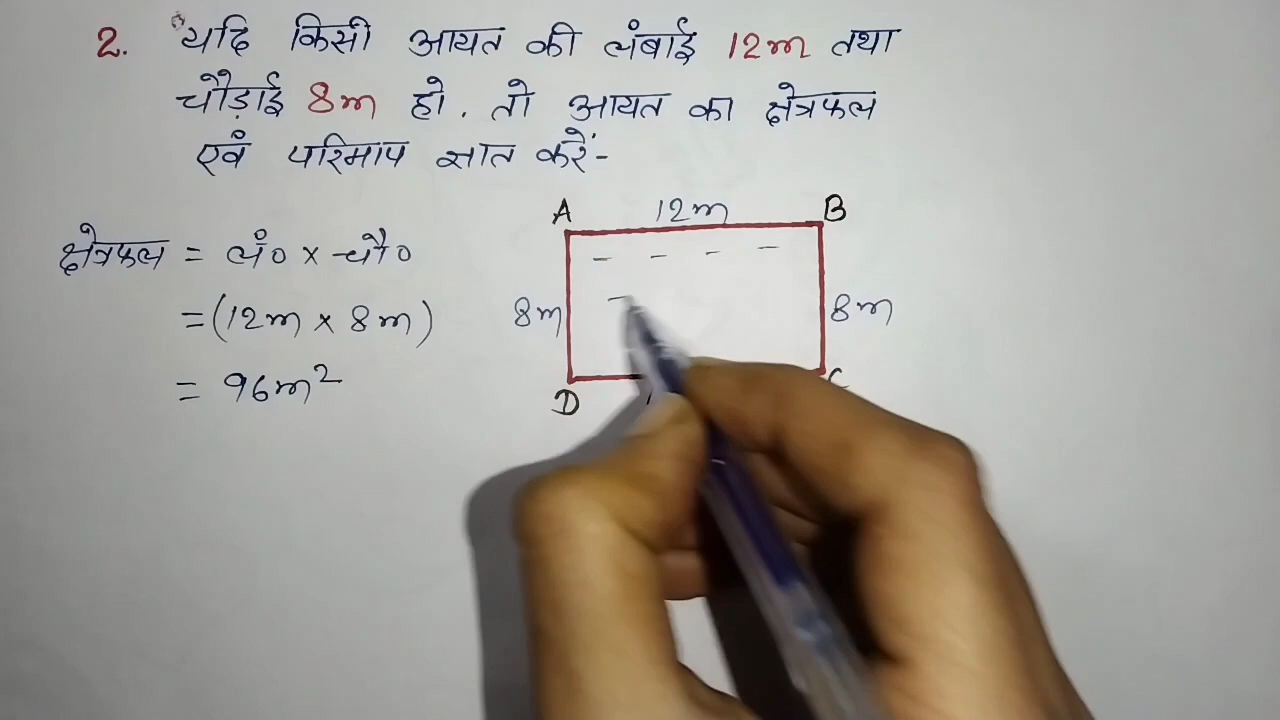 2. यदि किसी आयत की लंबाई 12m तथा
चौड़ाई 8m हो. तो आयत का क्षेत्रफल
एवं परिमाप ज्ञात करें-
A 12m B
क्षेत्रफल = लं० × चौ०
= (12m × 8m)
8m 8m
= 96m²
D C